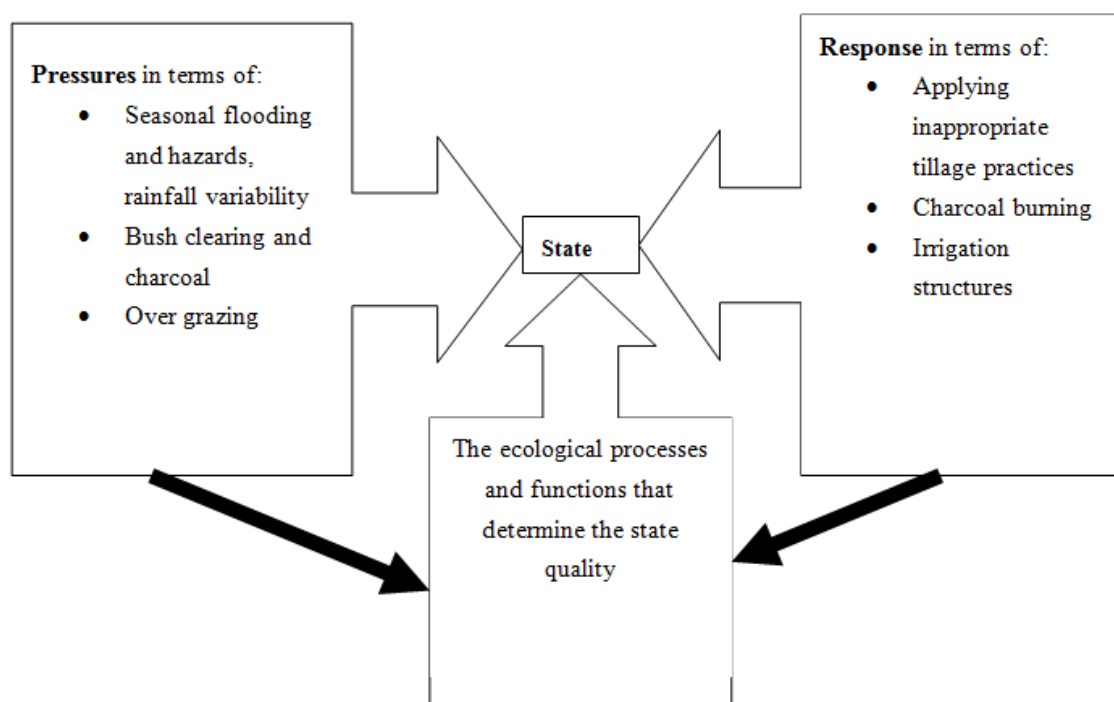 Pressures in terms of:
• Seasonal flooding
and hazards,
rainfall variability
• Bush clearing and
charcoal
• Over grazing
Response in terms of:
• Applying
inappropriate
tillage practices
• Charcoal burning
• Irrigation
structures
State
The ecological processes
and functions that
determine the state
quality